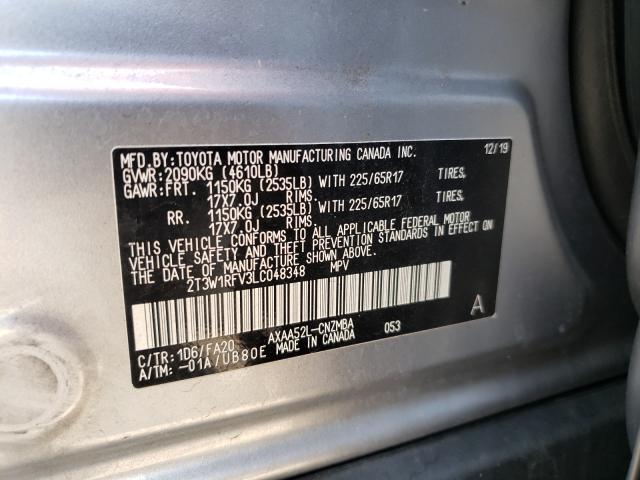 MFD.BY:TOYOTA MOTOR MANUFACTURING CANADA INC. 12/19
GVWR:2090KG (4610LB)
GAWR:FRT. 1150KG (2535LB) WITH 225/65R17 TIRES,
17X7.0J RIMS.
RR. 1150KG (2535LB) WITH 225/65R17 TIRES,
17X7.0J RIMS.
THIS VEHICLE CONFORMS TO ALL APPLICABLE FEDERAL MOTOR
VEHICLE SAFETY AND THEFT PREVENTION STANDARDS IN EFFECT ON
THE DATE OF MANUFACTURE SHOWN ABOVE.
2T3W1RFV3LC048348 MPV
A
C/TR:1D6/FA20 AXAA52L-CNZMBA 053
A/TM:-01A/UB80E MADE IN CANADA